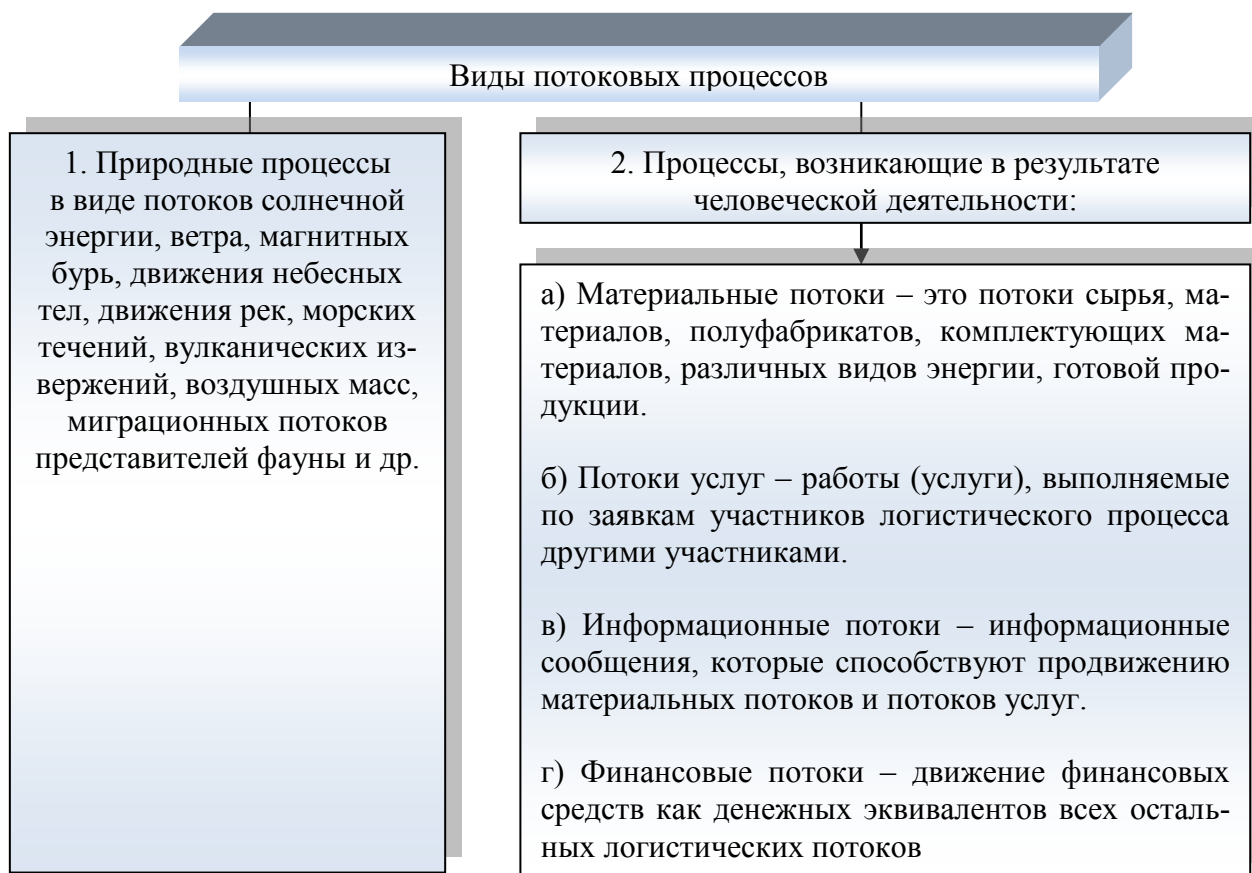 Виды потоковых процессов
1. Природные процессы
в виде потоков солнечной
энергии, ветра, магнитных
бурь, движения небесных
тел, движения рек, морских
течений, вулканических из-
вержений, воздушных масс,
миграционных потоков
представителей фауны и др.
2. Процессы, возникающие в результате
человеческой деятельности:
а) Материальные потоки – это потоки сырья, ма-
териалов, полуфабрикатов, комплектующих ма-
териалов, различных видов энергии, готовой про-
дукции.
б) Потоки услуг – работы (услуги), выполняемые
по заявкам участников логистического процесса
другими участниками.
в) Информационные потоки – информационные
сообщения, которые способствуют продвижению
материальных потоков и потоков услуг.
г) Финансовые потоки – движение финансовых
средств как денежных эквивалентов всех осталь-
ных логистических потоков